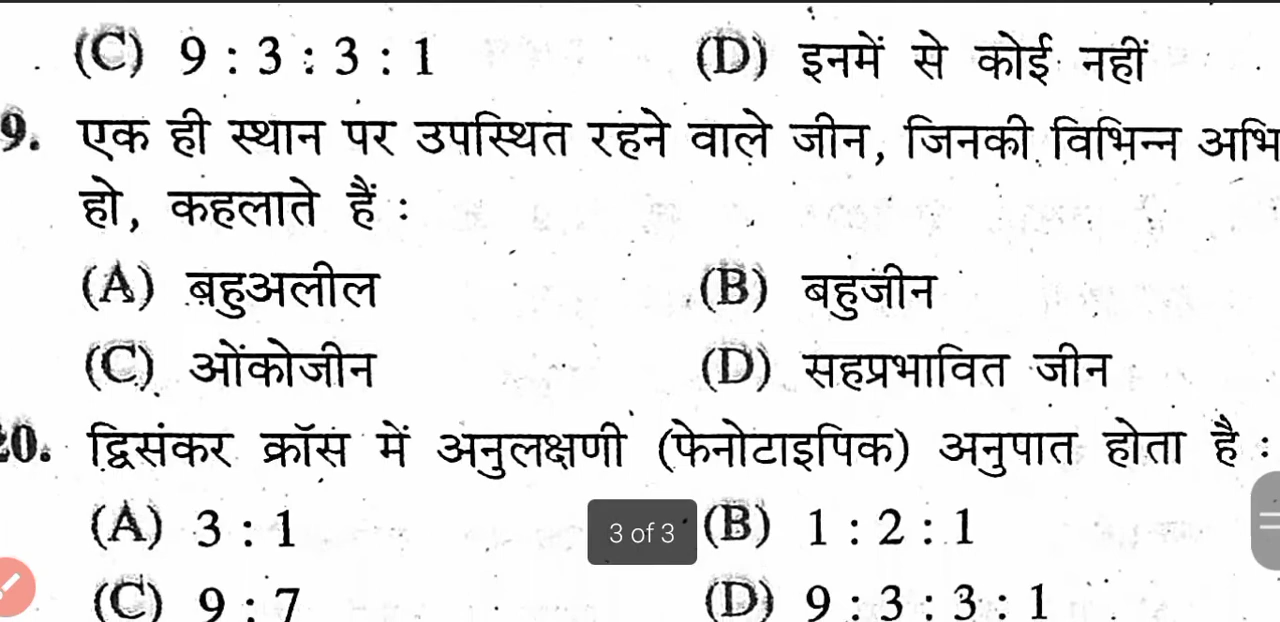 (C) 9 : 3 : 3 : 1 (D) इनमें से कोई नहीं
9. एक ही स्थान पर उपस्थित रहने वाले जीन, जिनकी विभिन्न अभि
हो, कहलाते हैं :
(A) बहुअलील (B) बहुजीन
(C) ओंकोजीन (D) सहप्रभावित जीन
0. द्विसंकर क्रॉस में अनुलक्षणी (फेनोटाइपिक) अनुपात होता है :
(A) 3 : 1 3 of 3 (B) 1 : 2 : 1
(C) 9 : 7 (D) 9 : 3 : 3 : 1